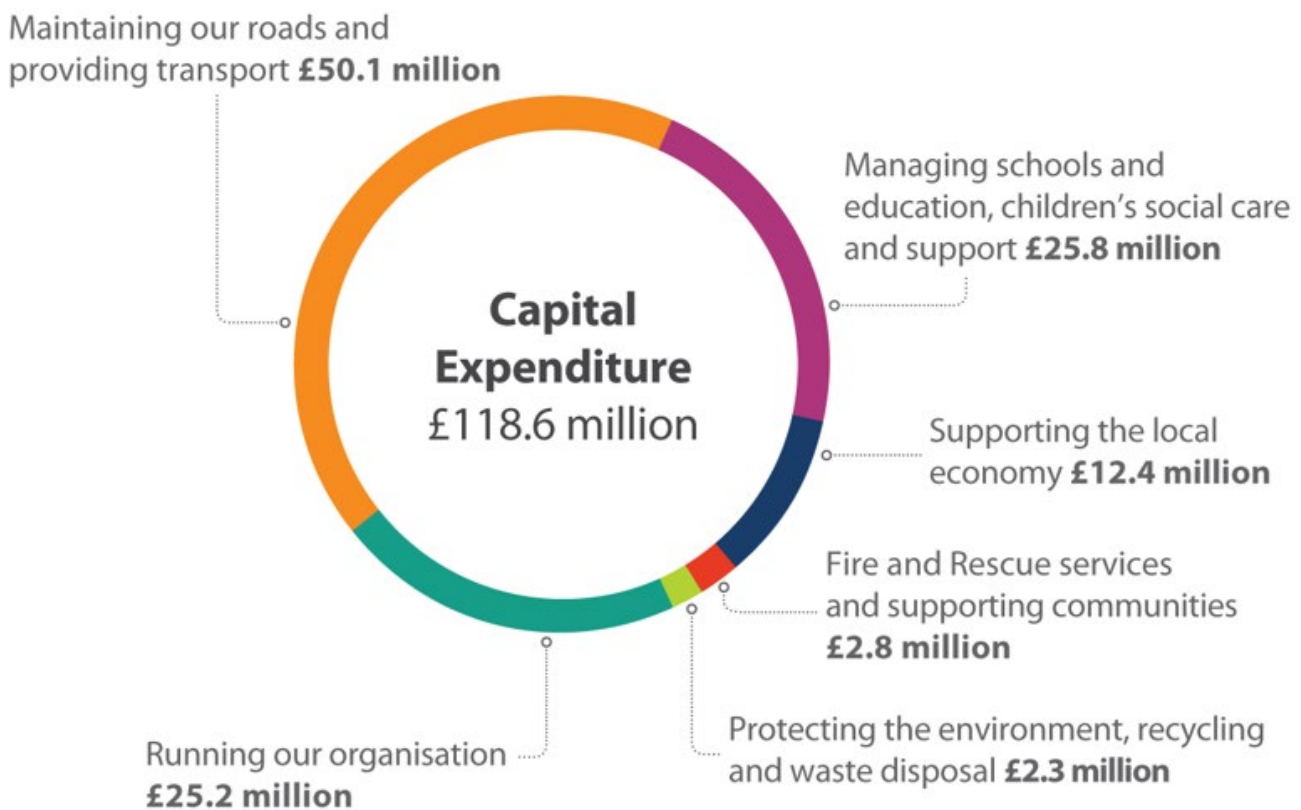 Maintaining our roads and
providing transport £50.1 million
Managing schools and
education, children’s social care
and support £25.8 million
Capital
Expenditure
£118.6 million
Supporting the local
economy £12.4 million
Fire and Rescue services
and supporting communities
£2.8 million
Protecting the environment, recycling
and waste disposal £2.3 million
Running our organisation
£25.2 million